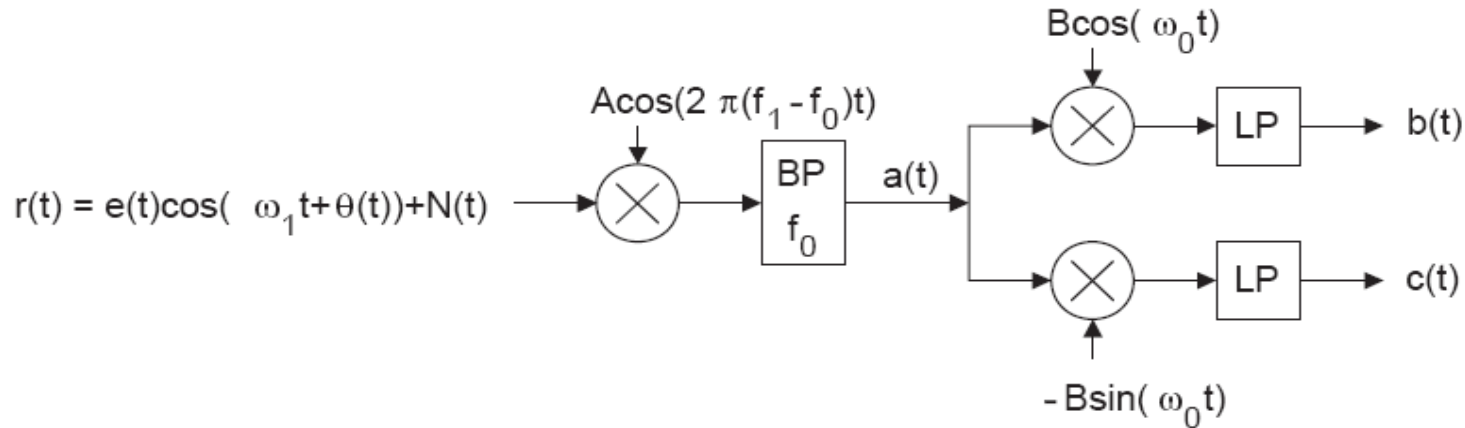 Bcos( ω₀t)
Acos(2 π(f₁-f₀)t)
r(t) = e(t)cos( ω₁t+θ(t))+N(t)
BP
f₀
a(t)
LP
b(t)
LP
c(t)
-Bsin( ω₀t)